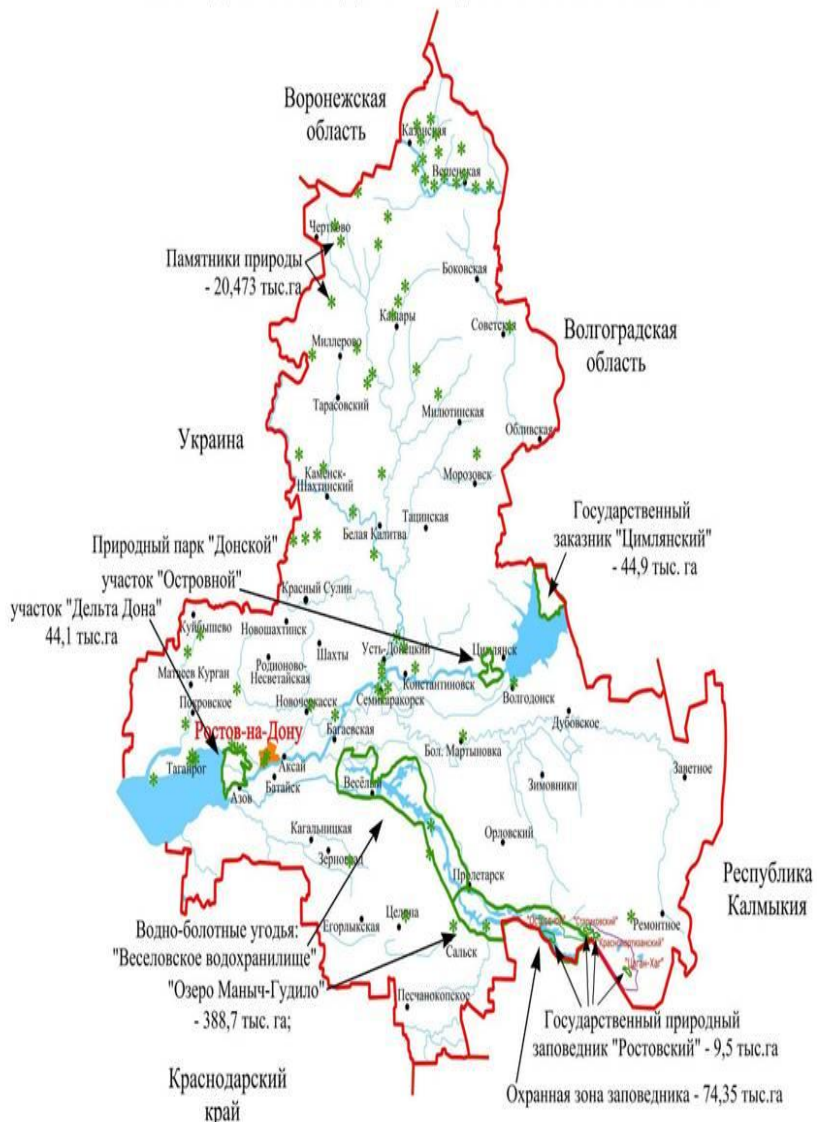 Воронежская
область
Казанская
Вешенская
Чертково
Памятники природы
- 20,473 тыс.га
Боковская
Кашары
Советская
Волгоградская
область
Миллерово
Тарасовский
Милютинская
Украина
Обливская
Каменск-
Шахтинский
Морозовск
Белая Калитва
Тацинская
Государственный
заказник "Цимлянский"
- 44,9 тыс. га
Природный парк "Донской"
участок "Островной"
участок "Дельта Дона"
44,1 тыс.га
Красный Сулин
Куйбышево
Новошахтинск
Шахты
Усть-Донецкий
Цимлянск
Матвеев Курган
Родионово-
Несветайская
Константиновск
Семикаракорск
Волгодонск
Покровское
Новочеркасск
Багаевская
Дубовское
Ростов-на-Дону
Бол. Мартыновка
Таганрог
Аксай
Батайск
Азов
Весёлый
Зимовники
Заветное
Кагальницкая
Зерноград
Орловский
Пролетарск
Республика
Калмыкия
Целина
Егорлыкская
"Островной"
"Стариковский"
"Краснопартизанский"
"Цаган-Хаг"
Ремонтное
Сальск
Водно-болотные угодья:
"Веселовское водохранилище"
"Озеро Маныч-Гудило"
- 388,7 тыс. га;
Песчанокопское
Государственный природный
заповедник "Ростовский" - 9,5 тыс.га
Охранная зона заповедника - 74,35 тыс.га
Краснодарский
край